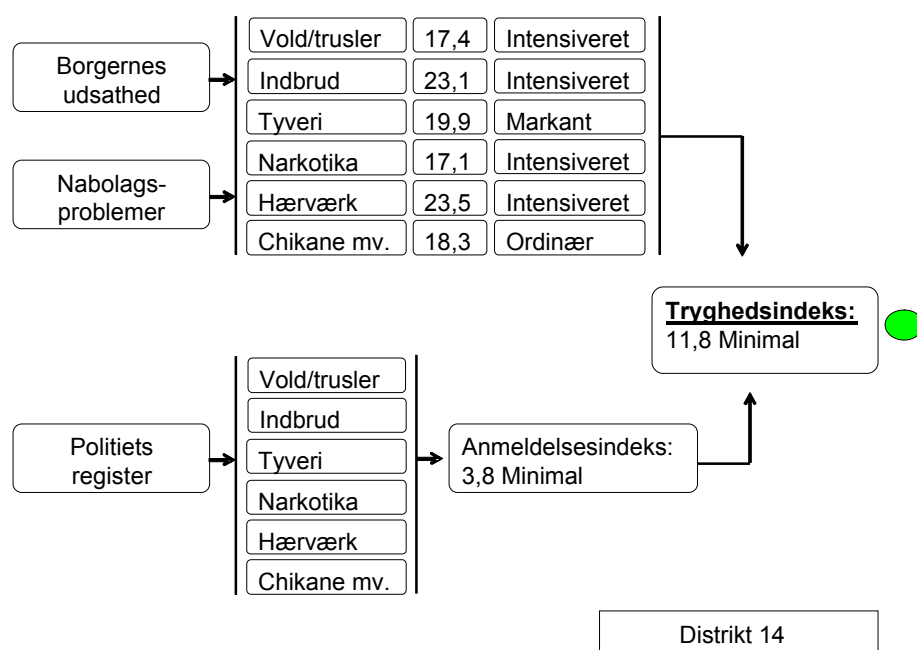 Borgernes
udsathed
Nabolags-
problemer
Vold/trusler 17,4 Intensiveret
Indbrud 23,1 Intensiveret
Tyveri 19,9 Markant
Narkotika 17,1 Intensiveret
Hærværk 23,5 Intensiveret
Chikane mv. 18,3 Ordinær
Tryghedsindeks:
11,8 Minimal
Politiets
register
Vold/trusler
Indbrud
Tyveri
Narkotika
Hærværk
Chikane mv.
Anmeldelsesindeks:
3,8 Minimal
Distrikt 14